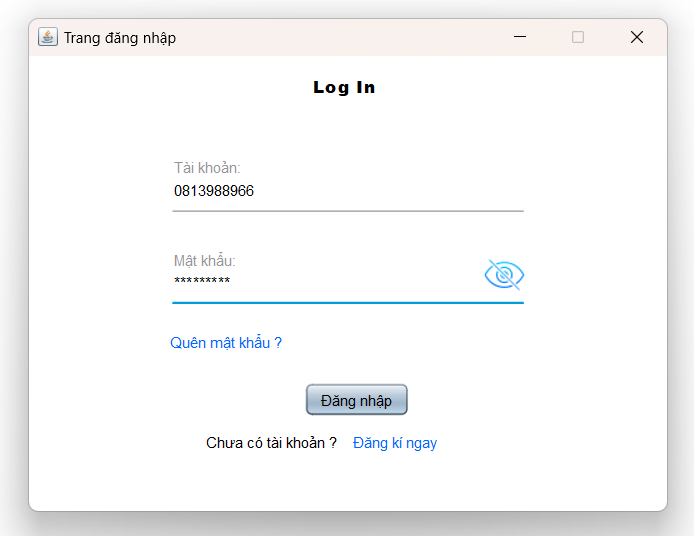 Trang đăng nhập
Log In
Tài khoản:
0813988966
Mật khẩu:
*********
Quên mật khẩu ?
Đăng nhập
Chưa có tài khoản ? Đăng kí ngay